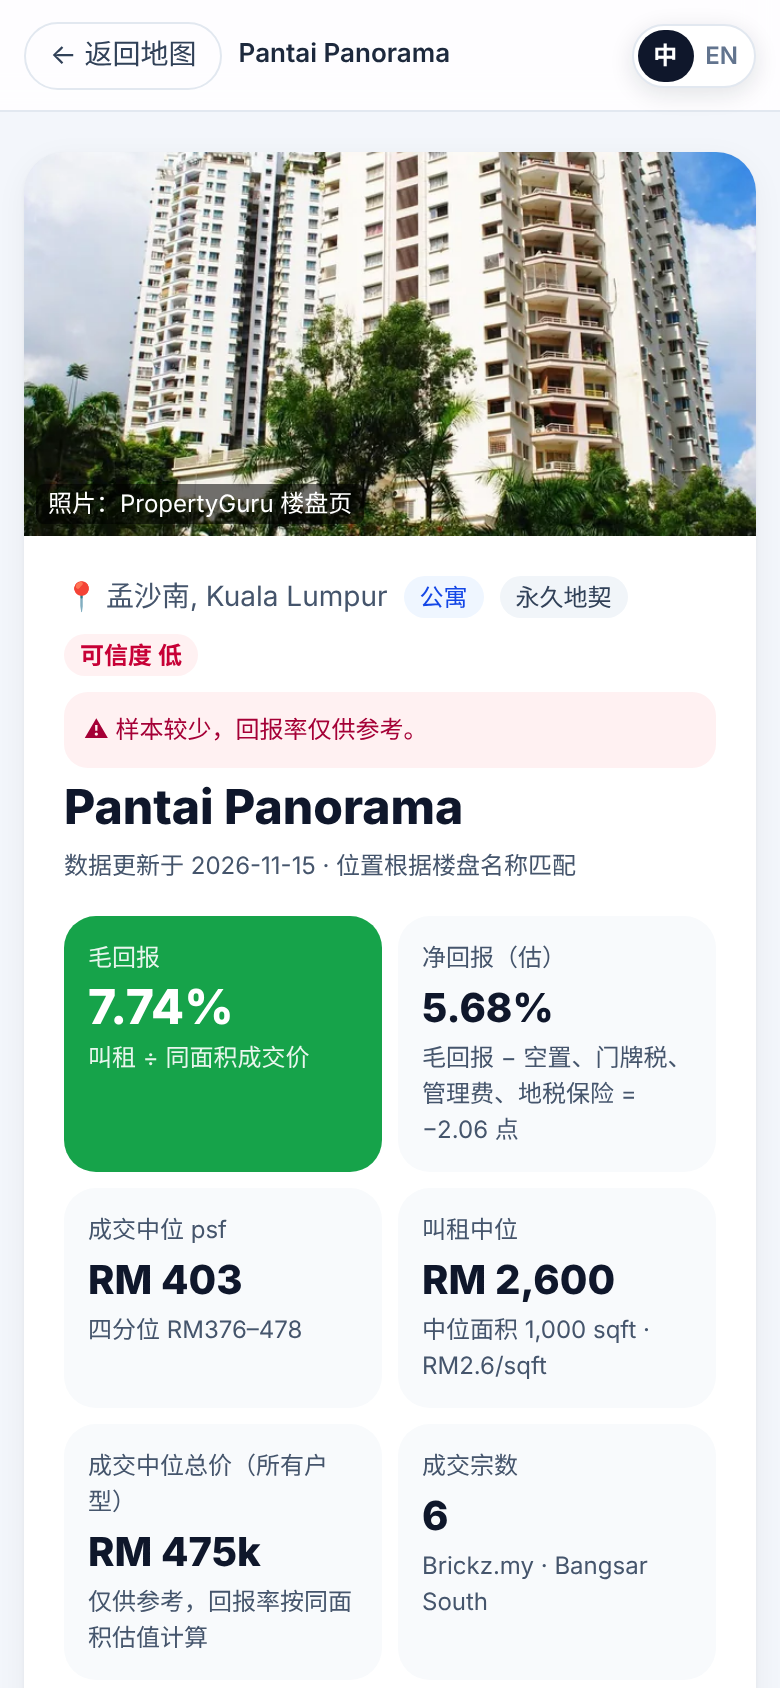 ← 返回地图
Pantai Panorama
中 EN
照片：PropertyGuru 楼盘页
📍 孟沙南, Kuala Lumpur 公寓 永久地契
可信度 低
⚠ 样本较少，回报率仅供参考。
Pantai Panorama
数据更新于 2026-11-15 · 位置根据楼盘名称匹配
毛回报
7.74%
叫租 ÷ 同面积成交价
净回报（估）
5.68%
毛回报 − 空置、门牌税、
管理费、地税保险 =
−2.06 点
成交中位 psf
RM 403
四分位 RM376–478
叫租中位
RM 2,600
中位面积 1,000 sqft ·
RM2.6/sqft
成交中位总价（所有户
型）
RM 475k
仅供参考，回报率按同面
积估值计算
成交宗数
6
Brickz.my · Bangsar
South